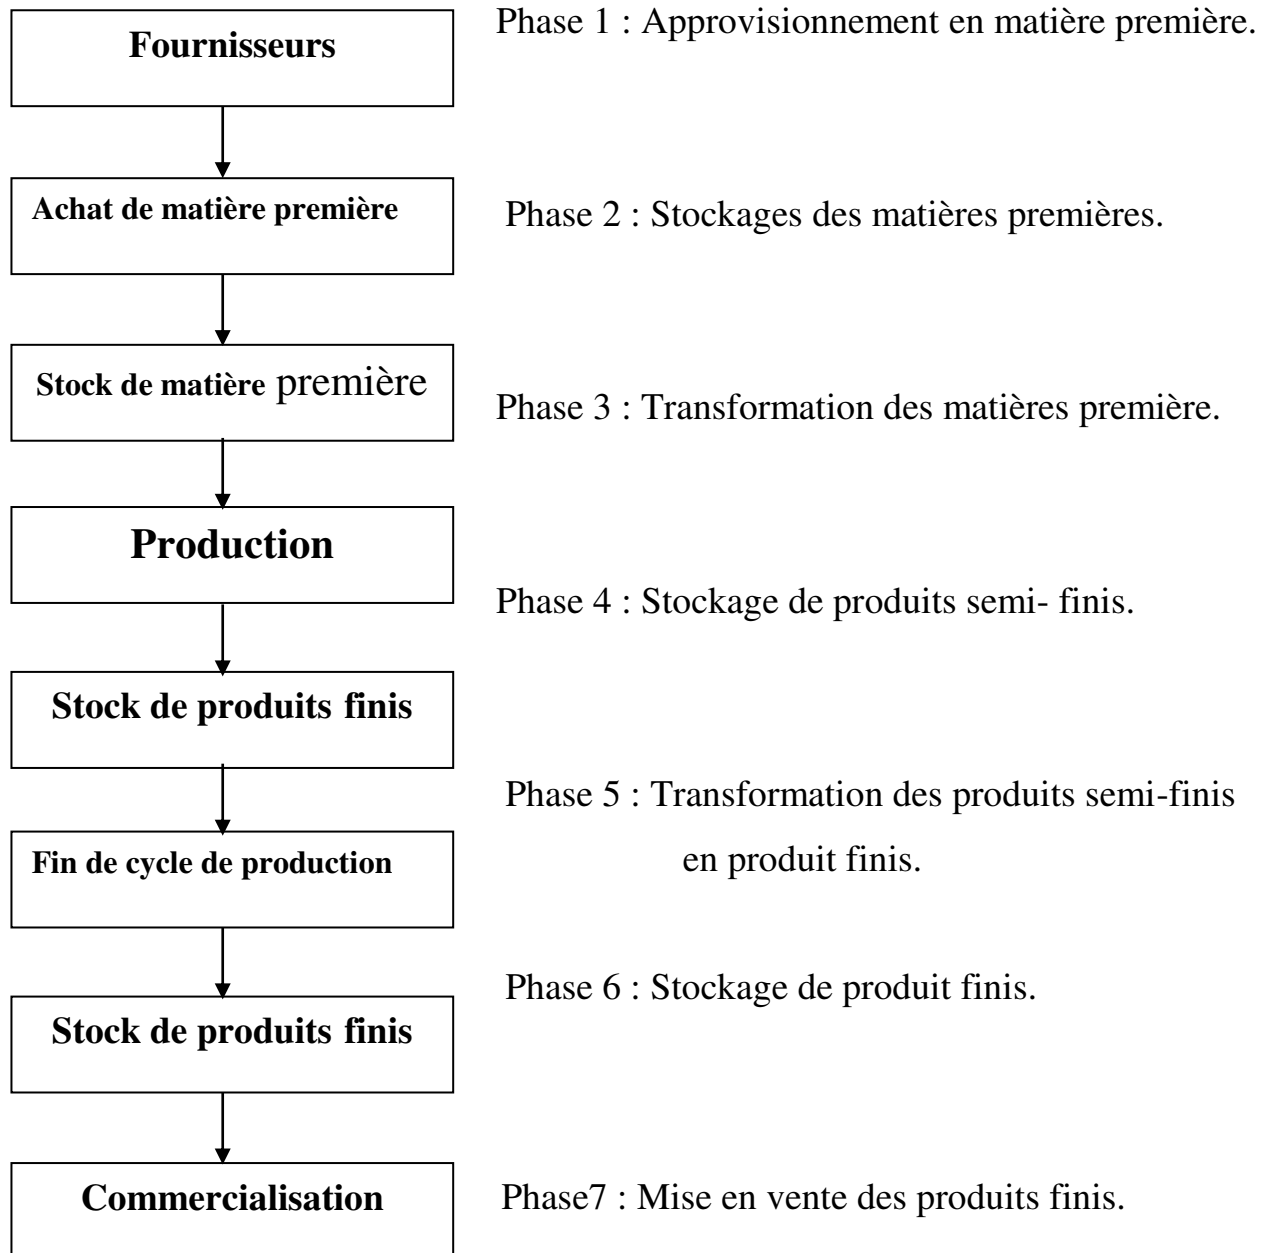 Fournisseurs
Phase 1 : Approvisionnement en matière première.
Achat de matière première
Phase 2 : Stockages des matières premières.
Stock de matière première
Phase 3 : Transformation des matières première.
Production
Phase 4 : Stockage de produits semi- finis.
Stock de produits finis
Phase 5 : Transformation des produits semi-finis
en produit finis.
Fin de cycle de production
Phase 6 : Stockage de produit finis.
Stock de produits finis
Commercialisation
Phase7 : Mise en vente des produits finis.